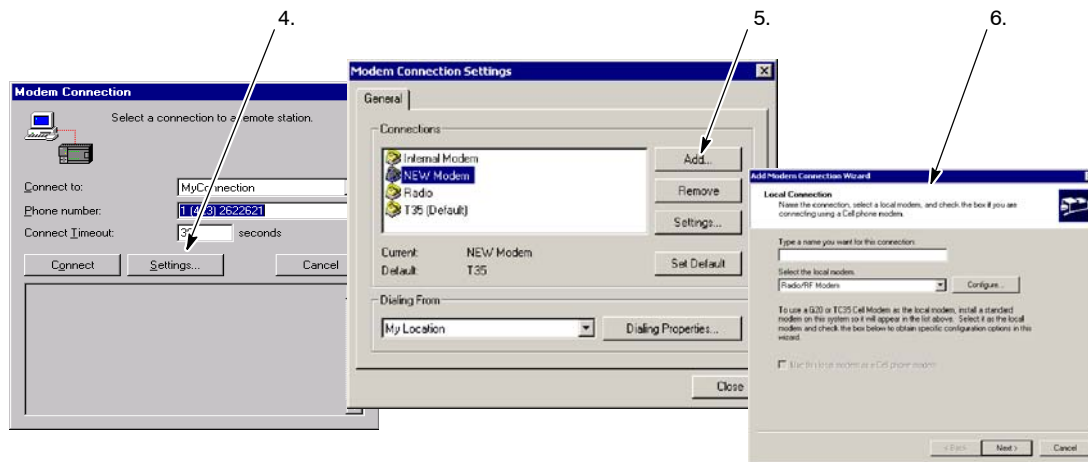 4.
5.
6.
Modem Connection
Select a connection to a remote station.
Connect to:
MyConnection
Phone number:
1 (423) 2622621
Connect Timeout:
seconds
Connect
Settings...
Cancel
Modem Connection Settings
General
Connections
Internal Modem
NEW Modem
Radio
T35 (Default)
Add...
Remove
Settings...
Current: NEW Modem
Default: T35
Set Default
Dialing From
My Location
Dialing Properties...
Close
Add Modem Connection Wizard
Local Connection
Name the connection, select a local modem, and check the box if you are
connecting using a Cell phone modem.
Type a name you want for this connection.
Select the local modem.
Radio/RF Modem
Configure...
To use a G20 or TC35 Cell Modem as the local modem, install a standard
modem on this system so it will appear in the list above. Select it as the local
modem and check the box below to obtain specific configuration options in this
wizard.
< Back
Next >
Cancel